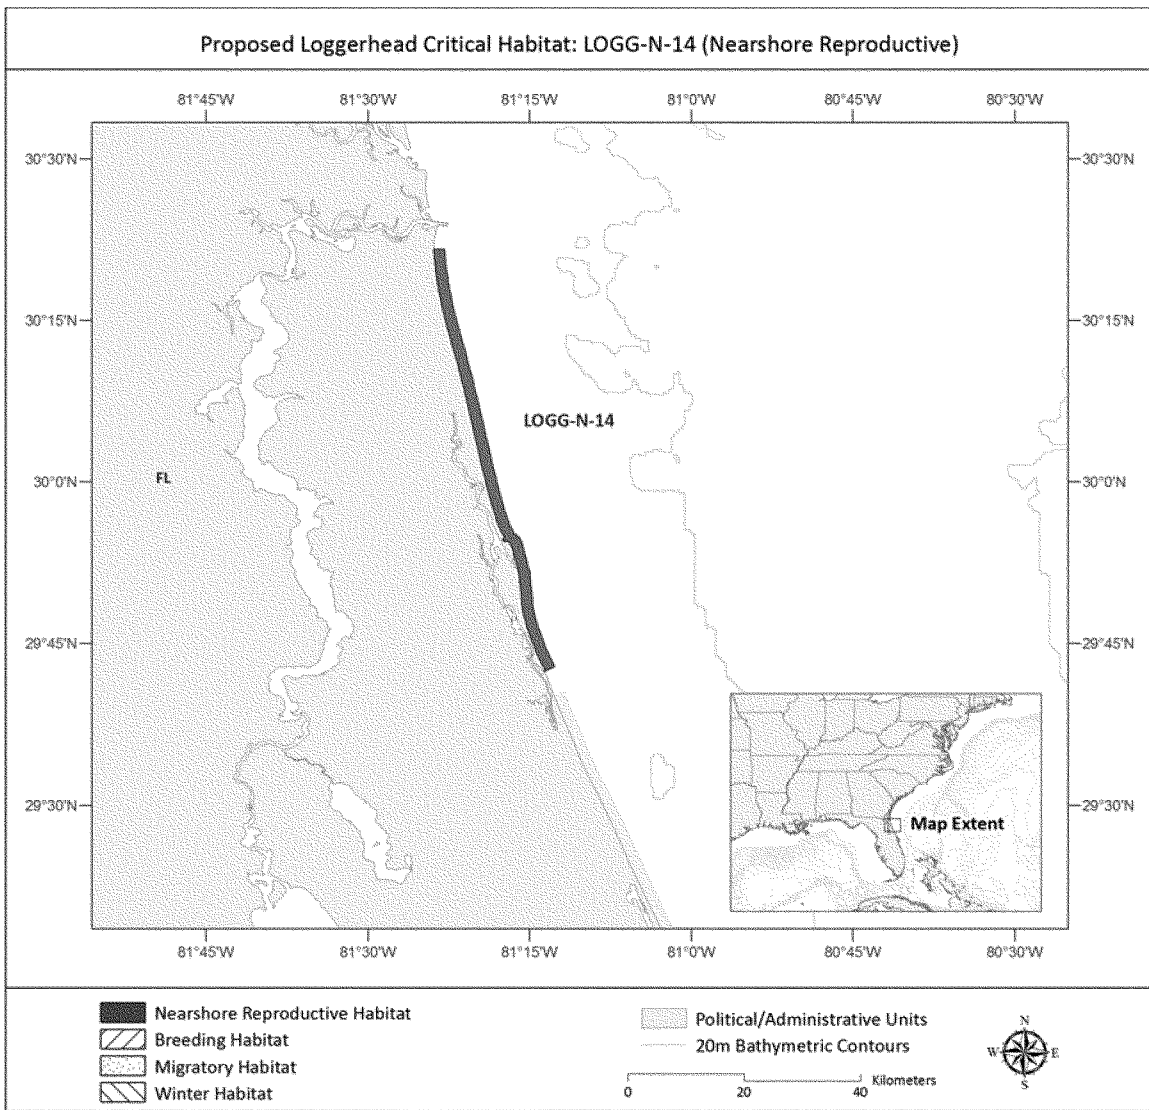 Proposed Loggerhead Critical Habitat: LOGG-N-14 (Nearshore Reproductive)
81°45'W 81°30'W 81°15'W 81°0'W 80°45'W 80°30'W
30°30'N 30°30'N
30°15'N 30°15'N
LOGG-N-14
FL
30°0'N 30°0'N
29°45'N 29°45'N
29°30'N 29°30'N
Map Extent
81°45'W 81°30'W 81°15'W 81°0'W 80°45'W 80°30'W
Nearshore Reproductive Habitat
Breeding Habitat
Migratory Habitat
Winter Habitat
Political/Administrative Units
20m Bathymetric Contours
Kilometers
0 20 40
N
W E
S